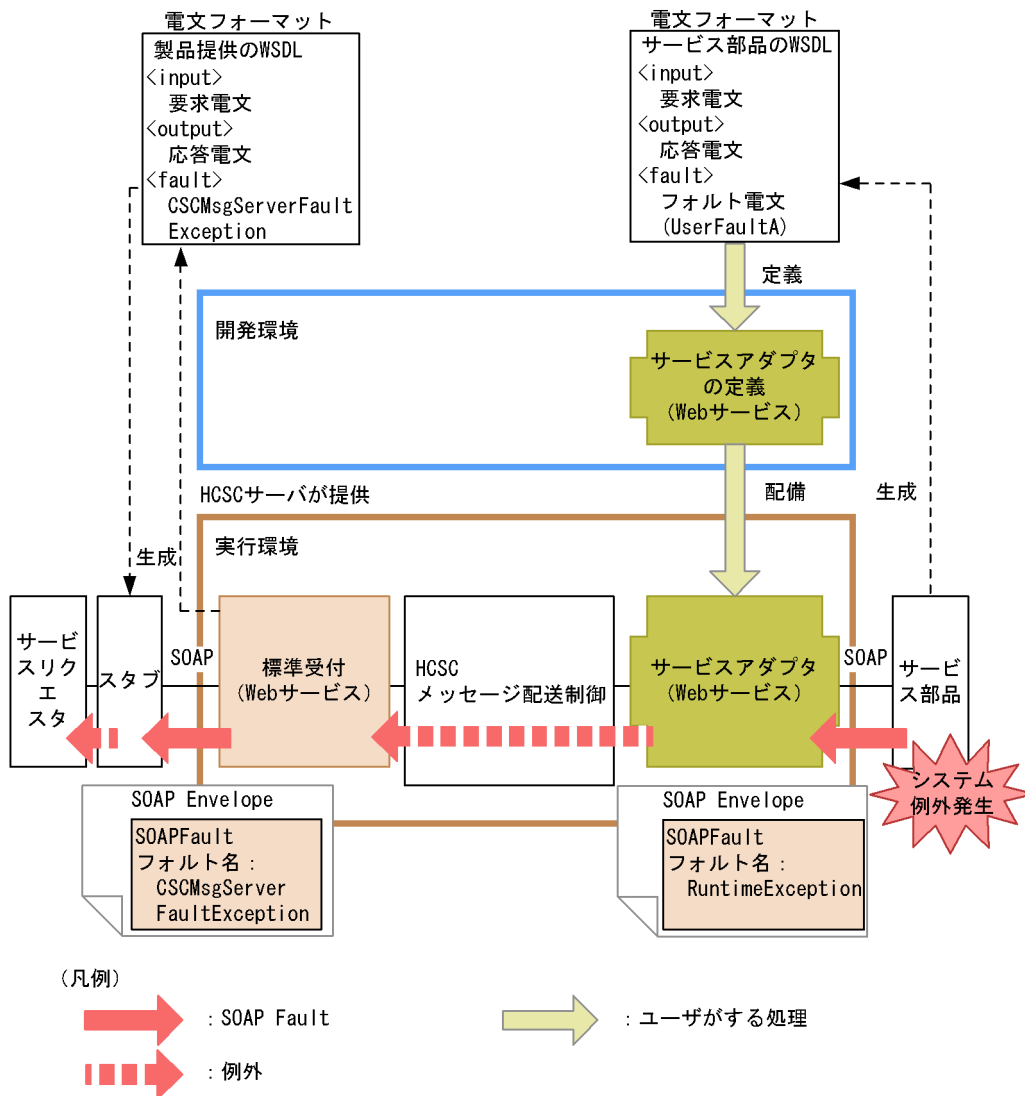 電文フォーマット
製品提供のWSDL
<input>
要求電文
<output>
応答電文
<fault>
CSCMsgServerFault
Exception
電文フォーマット
サービス部品のWSDL
<input>
要求電文
<output>
応答電文
<fault>
フォルト電文
(UserFaultA)
定義
開発環境
サービスアダプタ
の定義
(Webサービス)
HCSCサーバが提供
配備
生成
実行環境
生成
サービ
スリク
エ
スタ
スタブ
SOAP
標準受付
(Webサービス)
HCSC
メッセージ配送制御
サービスアダプタ
(Webサービス)
SOAP
サービ
ス部品
システム
例外発生
SOAP Envelope
SOAPFault
フォルト名:
CSCMsgServer
FaultException
SOAP Envelope
SOAPFault
フォルト名:
RuntimeException
(凡例)
:SOAP Fault
:ユーザがする処理
:例外